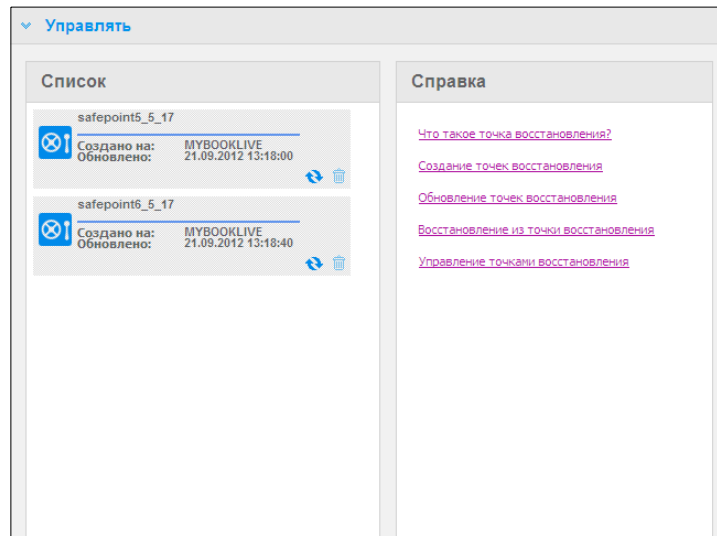 Управлять
Список
safepoint5_5_17
Создано на: MYBOOKLIVE
Обновлено: 21.09.2012 13:18:00
safepoint6_5_17
Создано на: MYBOOKLIVE
Обновлено: 21.09.2012 13:18:40
Справка
Что такое точка восстановления?
Создание точек восстановления
Обновление точек восстановления
Восстановление из точки восстановления
Управление точками восстановления